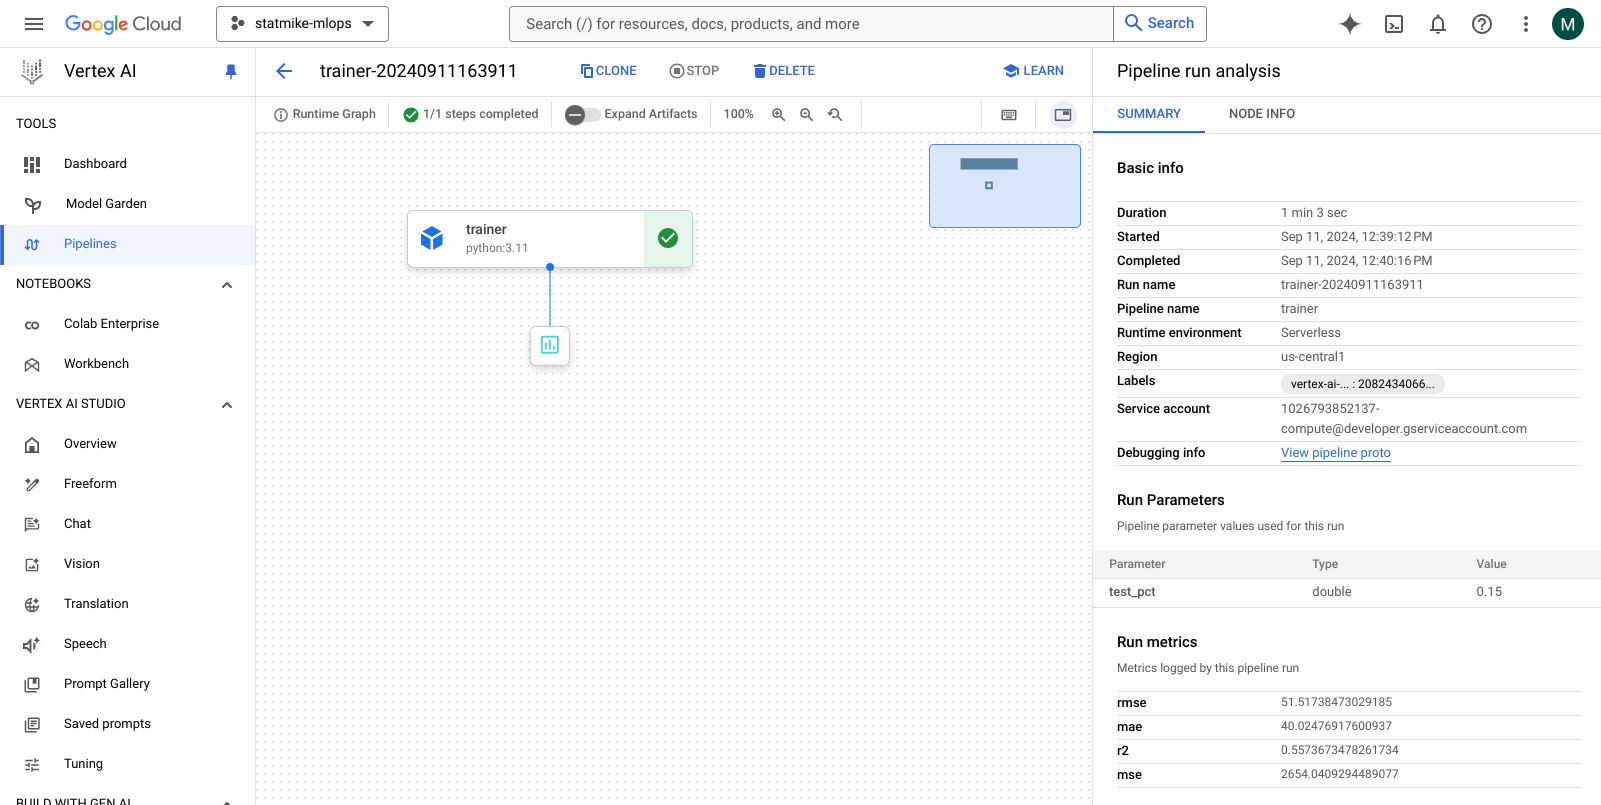 Google Cloud
statmike-mlops
Search (/) for resources, docs, products, and more
Search
M
Vertex AI
trainer-20240911163911
CLONE
STOP
DELETE
LEARN
Pipeline run analysis
TOOLS
Dashboard
Model Garden
Pipelines
NOTEBOOKS
Colab Enterprise
Workbench
VERTEX AI STUDIO
Overview
Freeform
Chat
Vision
Translation
Speech
Prompt Gallery
Saved prompts
Tuning
BUILD WITH GEN AI
Runtime Graph
1/1 steps completed
Expand Artifacts
100%
trainer
python:3.11
SUMMARY
NODE INFO
Basic info
Duration 1 min 3 sec
Started Sep 11, 2024, 12:39:12 PM
Completed Sep 11, 2024, 12:40:16 PM
Run name trainer-20240911163911
Pipeline name trainer
Runtime environment Serverless
Region us-central1
Labels vertex-ai-... : 2082434066...
Service account 1026793852137-
compute@developer.gserviceaccount.com
Debugging info View pipeline proto
Run Parameters
Pipeline parameter values used for this run
Parameter Type Value
test_pct double 0.15
Run metrics
Metrics logged by this pipeline run
rmse 51.51738473029185
mae 40.02476917600937
r2 0.5573673478261734
mse 2654.0409294489077